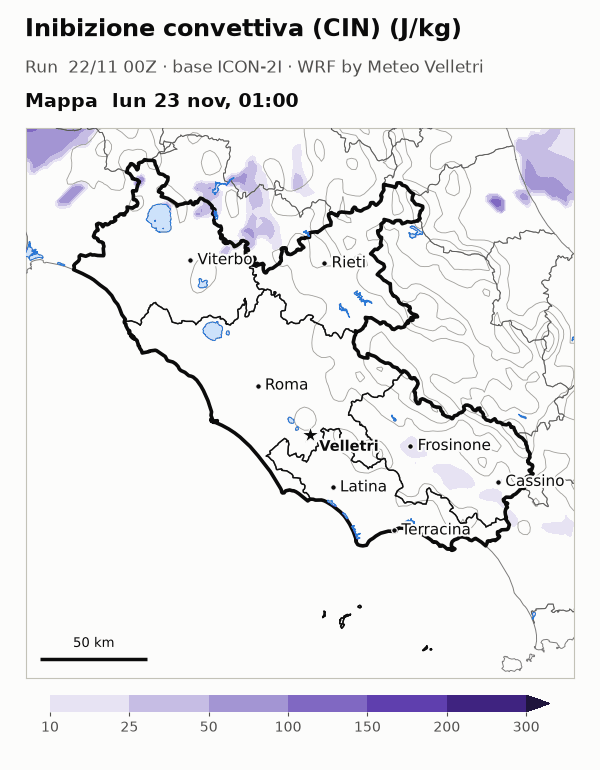 Inibizione convettiva (CIN) (J/kg)
Run 22/11 00Z · base ICON-2I · WRF by Meteo Velletri
Mappa lun 23 nov, 01:00
Viterbo
Rieti
Roma
Velletri
Frosinone
Cassino
Latina
Terracina
50 km
10 25 50 100 150 200 300